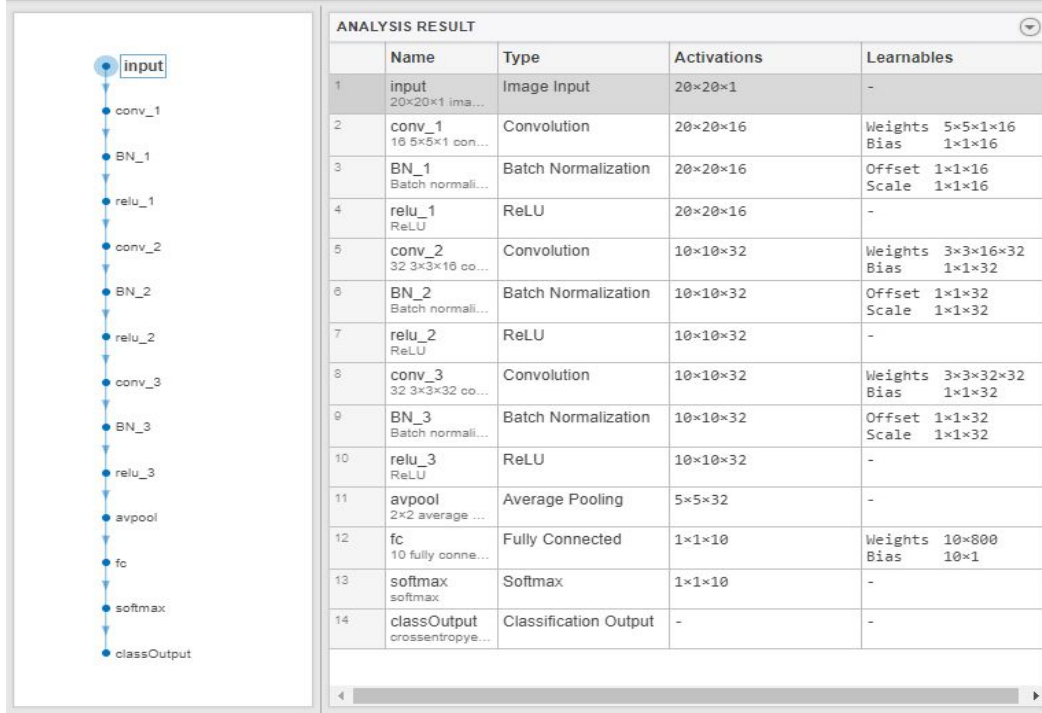 input
conv_1
BN_1
relu_1
conv_2
BN_2
relu_2
conv_3
BN_3
relu_3
avpool
fc
softmax
classOutput
ANALYSIS RESULT
Name Type Activations Learnables
1 input Image Input 20×20×1 -
20×20×1 ima...
2 conv_1 Convolution 20×20×16 Weights 5×5×1×16
16 5×5×1 con... Bias 1×1×16
3 BN_1 Batch Normalization 20×20×16 Offset 1×1×16
Batch normali... Scale 1×1×16
4 relu_1 ReLU 20×20×16 -
ReLU
5 conv_2 Convolution 10×10×32 Weights 3×3×16×32
32 3×3×16 co... Bias 1×1×32
6 BN_2 Batch Normalization 10×10×32 Offset 1×1×32
Batch normali... Scale 1×1×32
7 relu_2 ReLU 10×10×32 -
ReLU
8 conv_3 Convolution 10×10×32 Weights 3×3×32×32
32 3×3×32 co... Bias 1×1×32
9 BN_3 Batch Normalization 10×10×32 Offset 1×1×32
Batch normali... Scale 1×1×32
10 relu_3 ReLU 10×10×32 -
ReLU
11 avpool Average Pooling 5×5×32 -
2×2 average ...
12 fc Fully Connected 1×1×10 Weights 10×800
10 fully conne... Bias 10×1
13 softmax Softmax 1×1×10 -
softmax
14 classOutput Classification Output - -
crossentropye...